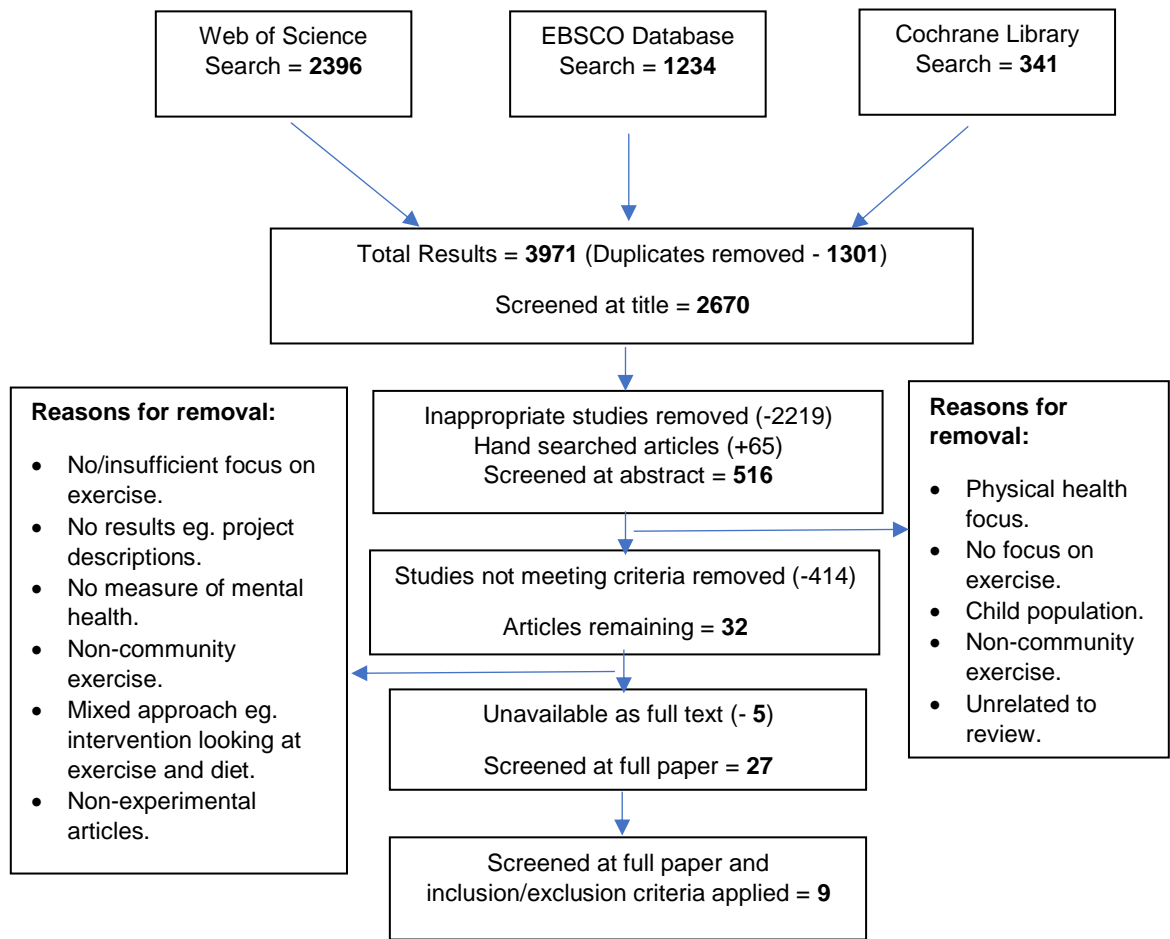 Web of Science
Search = 2396
EBSCO Database
Search = 1234
Cochrane Library
Search = 341
Total Results = 3971 (Duplicates removed - 1301)
Screened at title = 2670
Inappropriate studies removed (-2219)
Hand searched articles (+65)
Screened at abstract = 516
Reasons for removal:
• No/insufficient focus on
exercise.
• No results eg. project
descriptions.
• No measure of mental
health.
• Non-community
exercise.
• Mixed approach eg.
intervention looking at
exercise and diet.
• Non-experimental
articles.
Reasons for
removal:
• Physical health
focus.
• No focus on
exercise.
• Child population.
• Non-community
exercise.
• Unrelated to
review.
Studies not meeting criteria removed (-414)
Articles remaining = 32
Unavailable as full text (- 5)
Screened at full paper = 27
Screened at full paper and
inclusion/exclusion criteria applied = 9